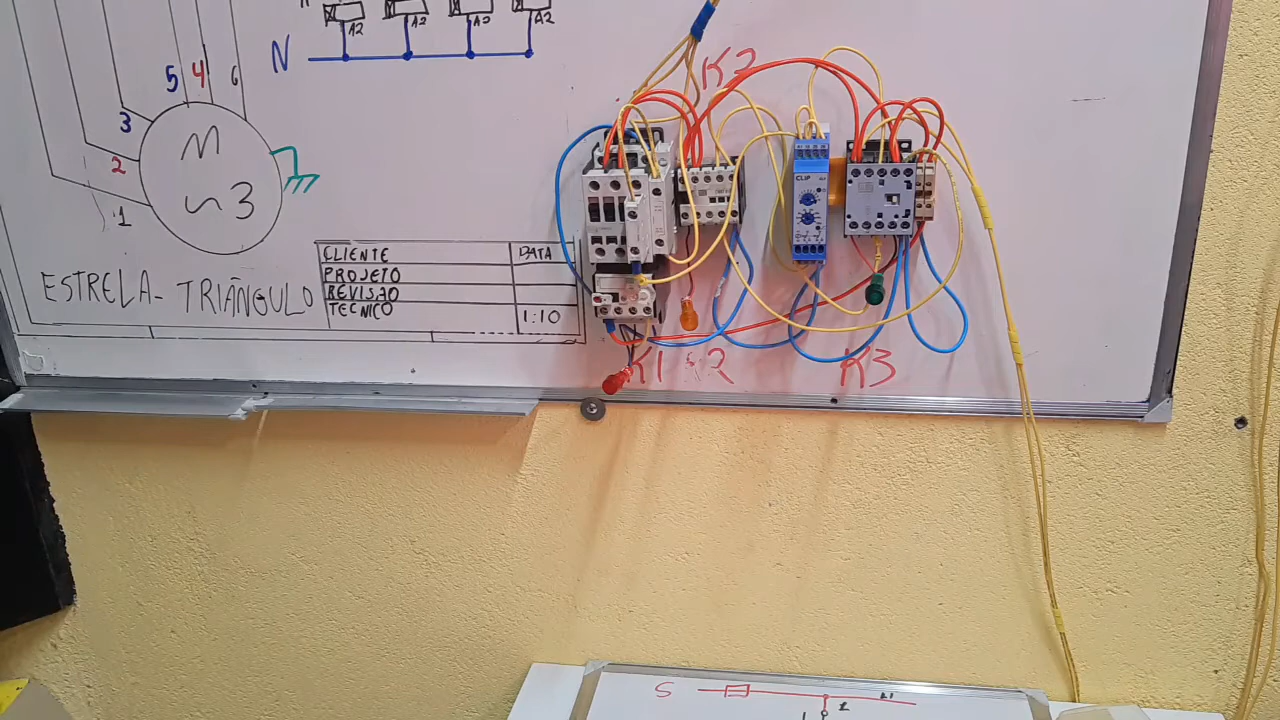 A2 A2 A2 A2
N
5 4 6
3
2
1
M
~3
ESTRELA-TRIÂNGULO
CLIENTE DATA
PROJETO
REVISÃO
TECNICO 1:10
K2
CLIP
K1
2
K3
S